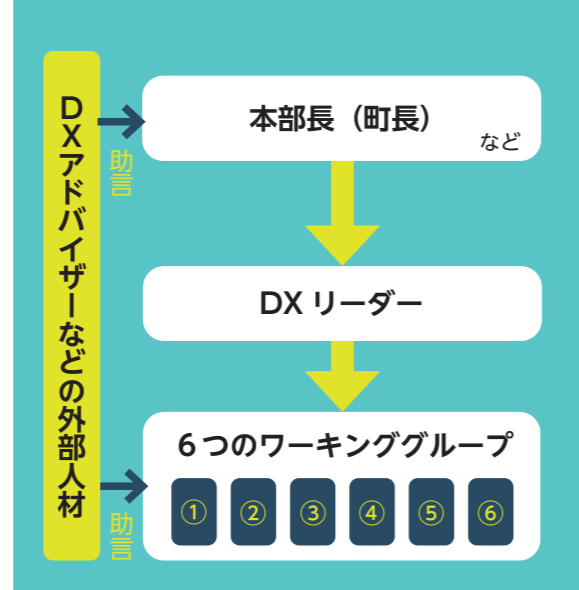 DXアドバイザーなどの外部人材
助言
本部長（町長）
など
DX リーダー
助言
６つのワーキンググループ
① ② ③ ④ ⑤ ⑥